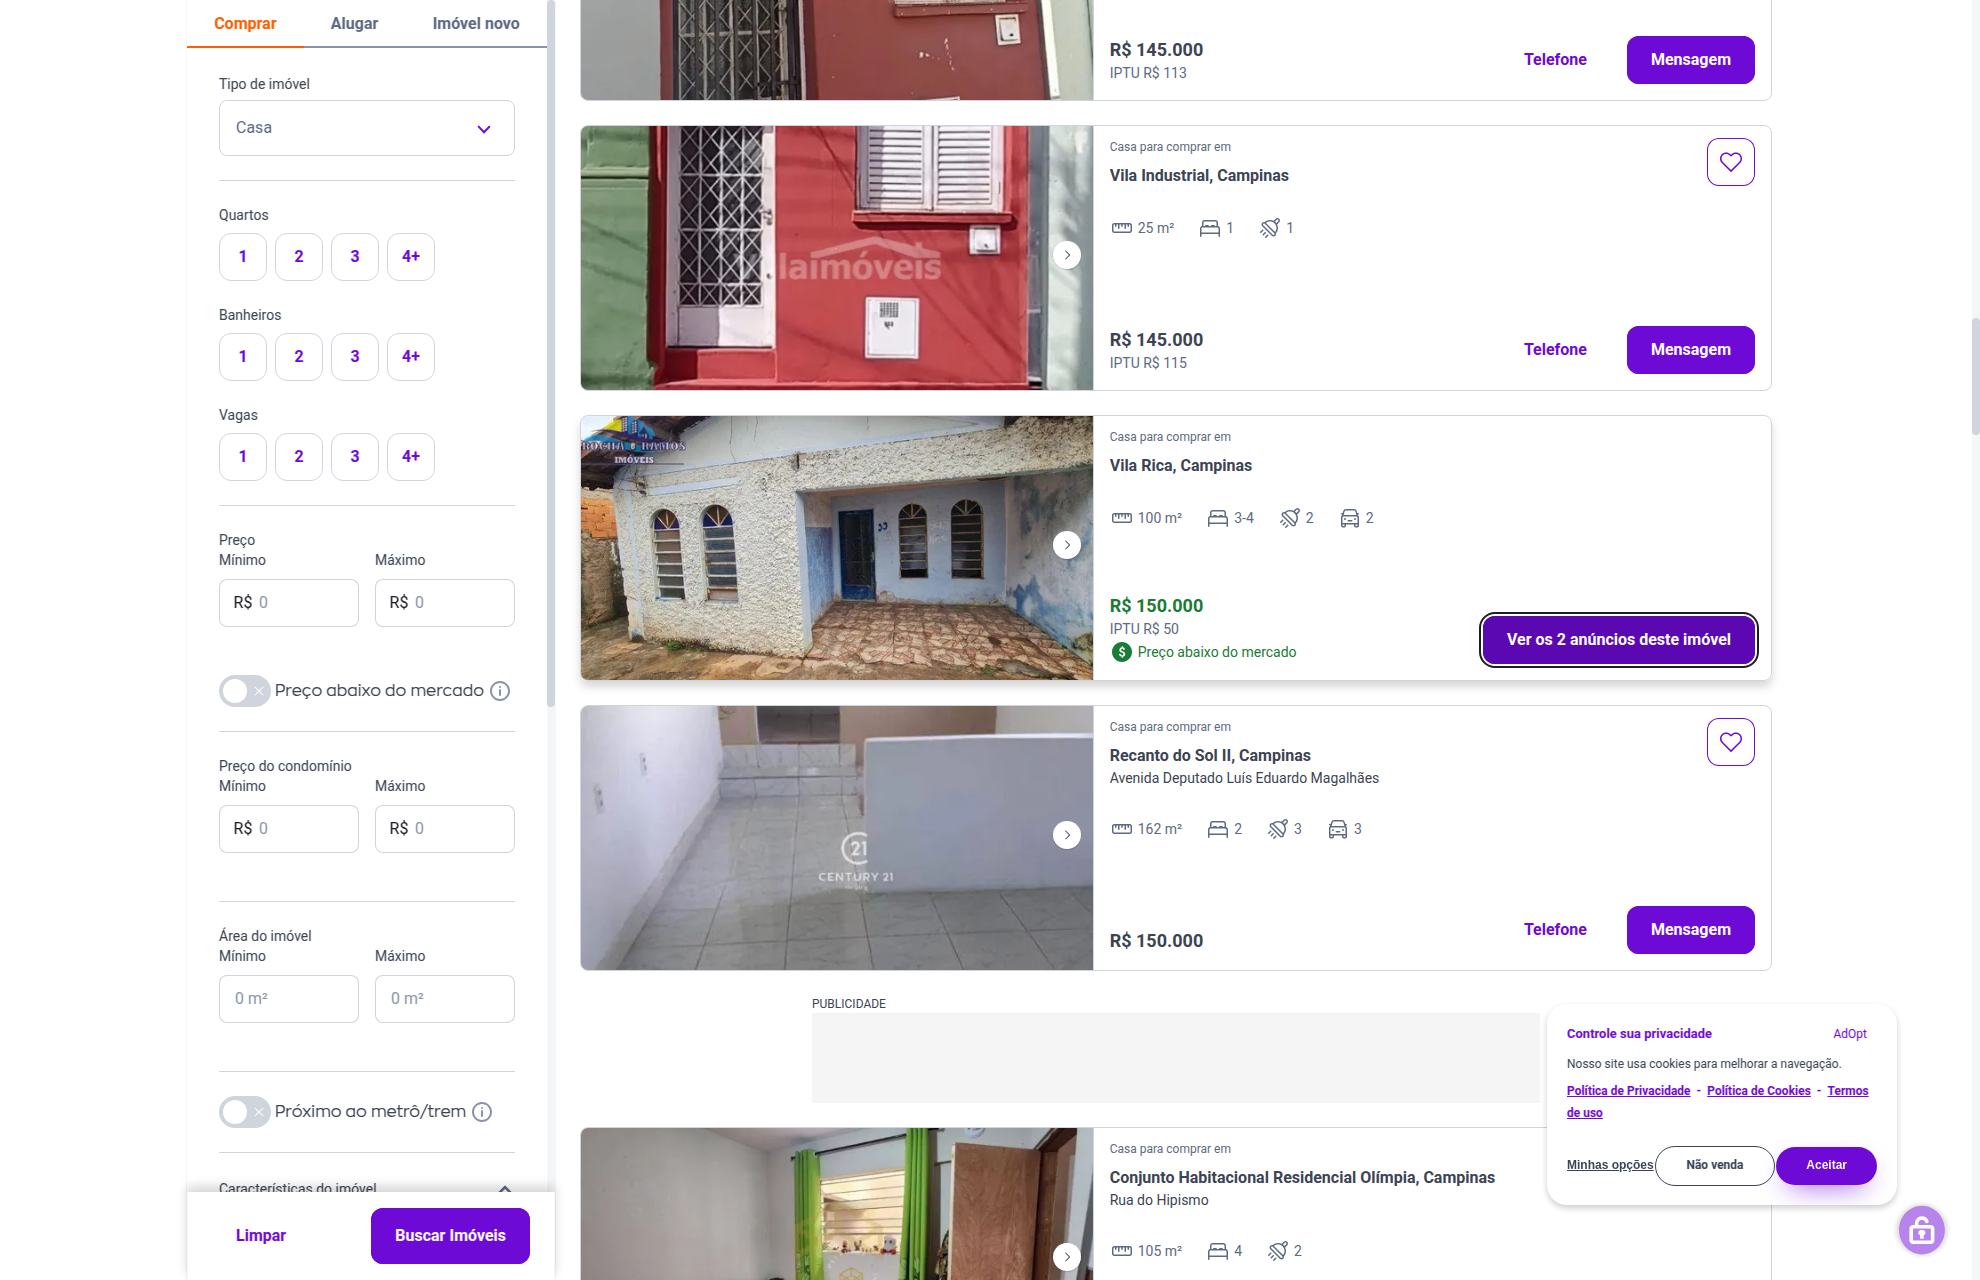 Comprar
Alugar
Imóvel novo
Tipo de imóvel
Casa
Quartos
1
2
3
4+
Banheiros
1
2
3
4+
Vagas
1
2
3
4+
Preço
Mínimo
Máximo
R$ 0
R$ 0
Preço abaixo do mercado
Preço do condomínio
Mínimo
Máximo
R$ 0
R$ 0
Área do imóvel
Mínimo
Máximo
0 m²
0 m²
Próximo ao metrô/trem
Características do imóvel
Limpar
Buscar Imóveis
R$ 145.000
IPTU R$ 113
Telefone
Mensagem
Vilaimóveis
Casa para comprar em
Vila Industrial, Campinas
25 m²
1
1
R$ 145.000
IPTU R$ 115
Telefone
Mensagem
ROCHA & RAMOS
IMÓVEIS
Casa para comprar em
Vila Rica, Campinas
100 m²
3-4
2
2
R$ 150.000
IPTU R$ 50
$ Preço abaixo do mercado
Ver os 2 anúncios deste imóvel
21
CENTURY 21
Casa para comprar em
Recanto do Sol II, Campinas
Avenida Deputado Luís Eduardo Magalhães
162 m²
2
3
3
R$ 150.000
Telefone
Mensagem
PUBLICIDADE
Casa para comprar em
Conjunto Habitacional Residencial Olímpia, Campinas
Rua do Hipismo
105 m²
4
2
Controle sua privacidade
AdOpt
Nosso site usa cookies para melhorar a navegação.
Política de Privacidade - Política de Cookies - Termos
de uso
Minhas opções
Não venda
Aceitar